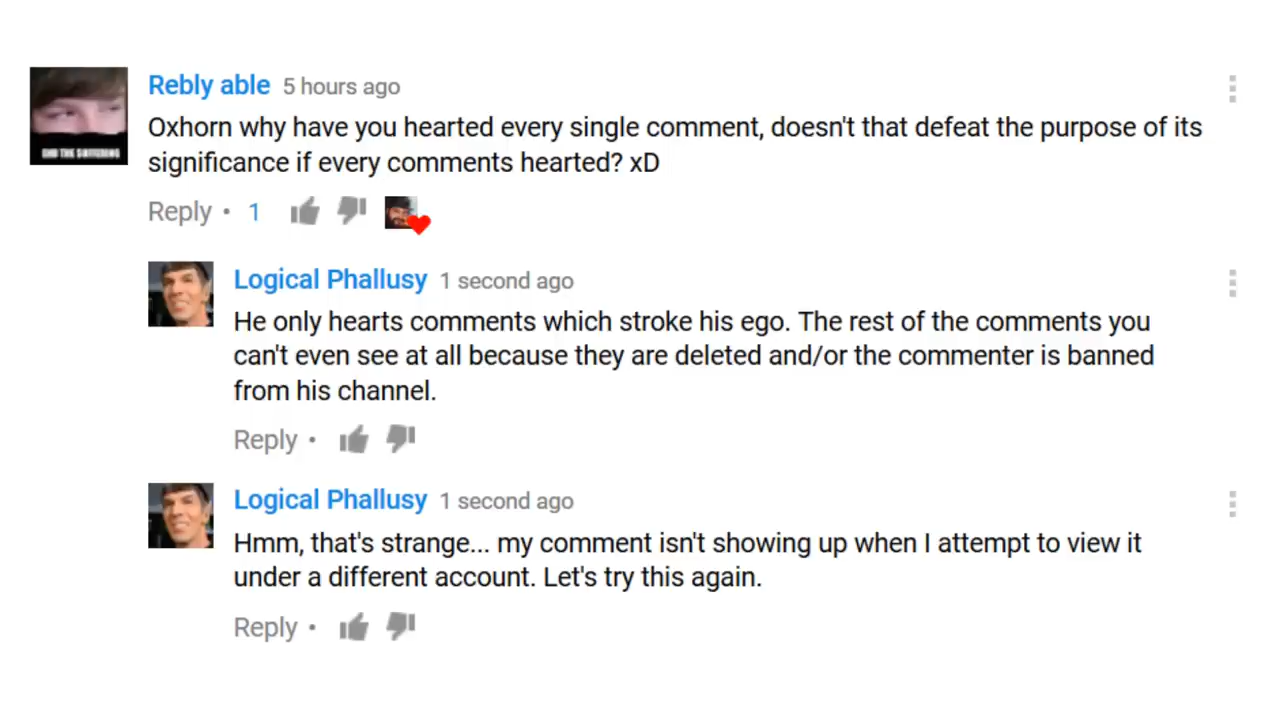 Rebly able 5 hours ago
Oxhorn why have you hearted every single comment, doesn't that defeat the purpose of its
significance if every comments hearted? xD
Reply • 1
Logical Phallusy 1 second ago
He only hearts comments which stroke his ego. The rest of the comments you
can't even see at all because they are deleted and/or the commenter is banned
from his channel.
Reply •
Logical Phallusy 1 second ago
Hmm, that's strange... my comment isn't showing up when I attempt to view it
under a different account. Let's try this again.
Reply •